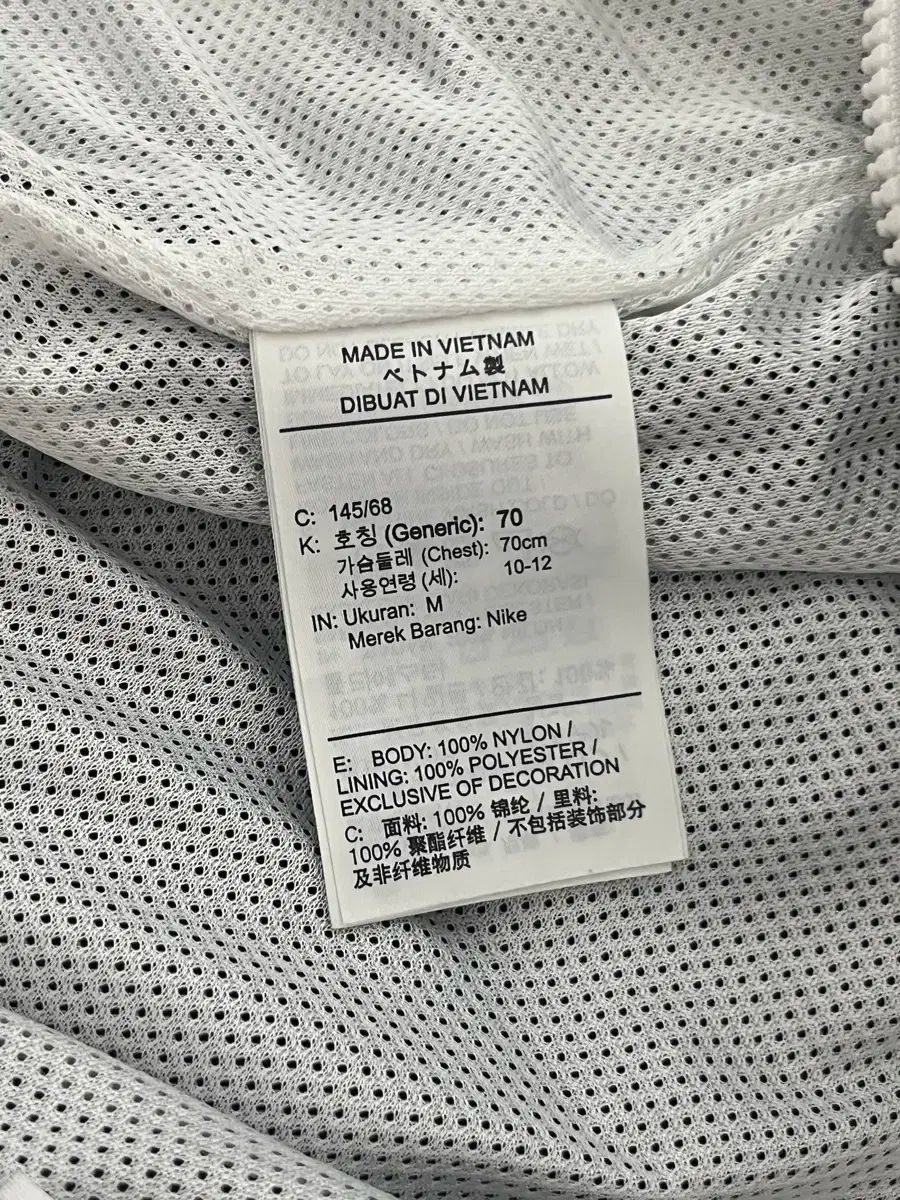 MADE IN VIETNAM
ベトナム製
DIBUAT DI VIETNAM
C: 145/68
K: 호칭 (Generic): 70
가슴둘레 (Chest): 70cm
사용연령 (세): 10-12
IN: Ukuran: M
Merek Barang: Nike
E: BODY: 100% NYLON /
LINING: 100% POLYESTER /
EXCLUSIVE OF DECORATION
C: 面料: 100% 锦纶 / 里料:
100% 聚酯纤维 / 不包括装饰部分
及非纤维物质